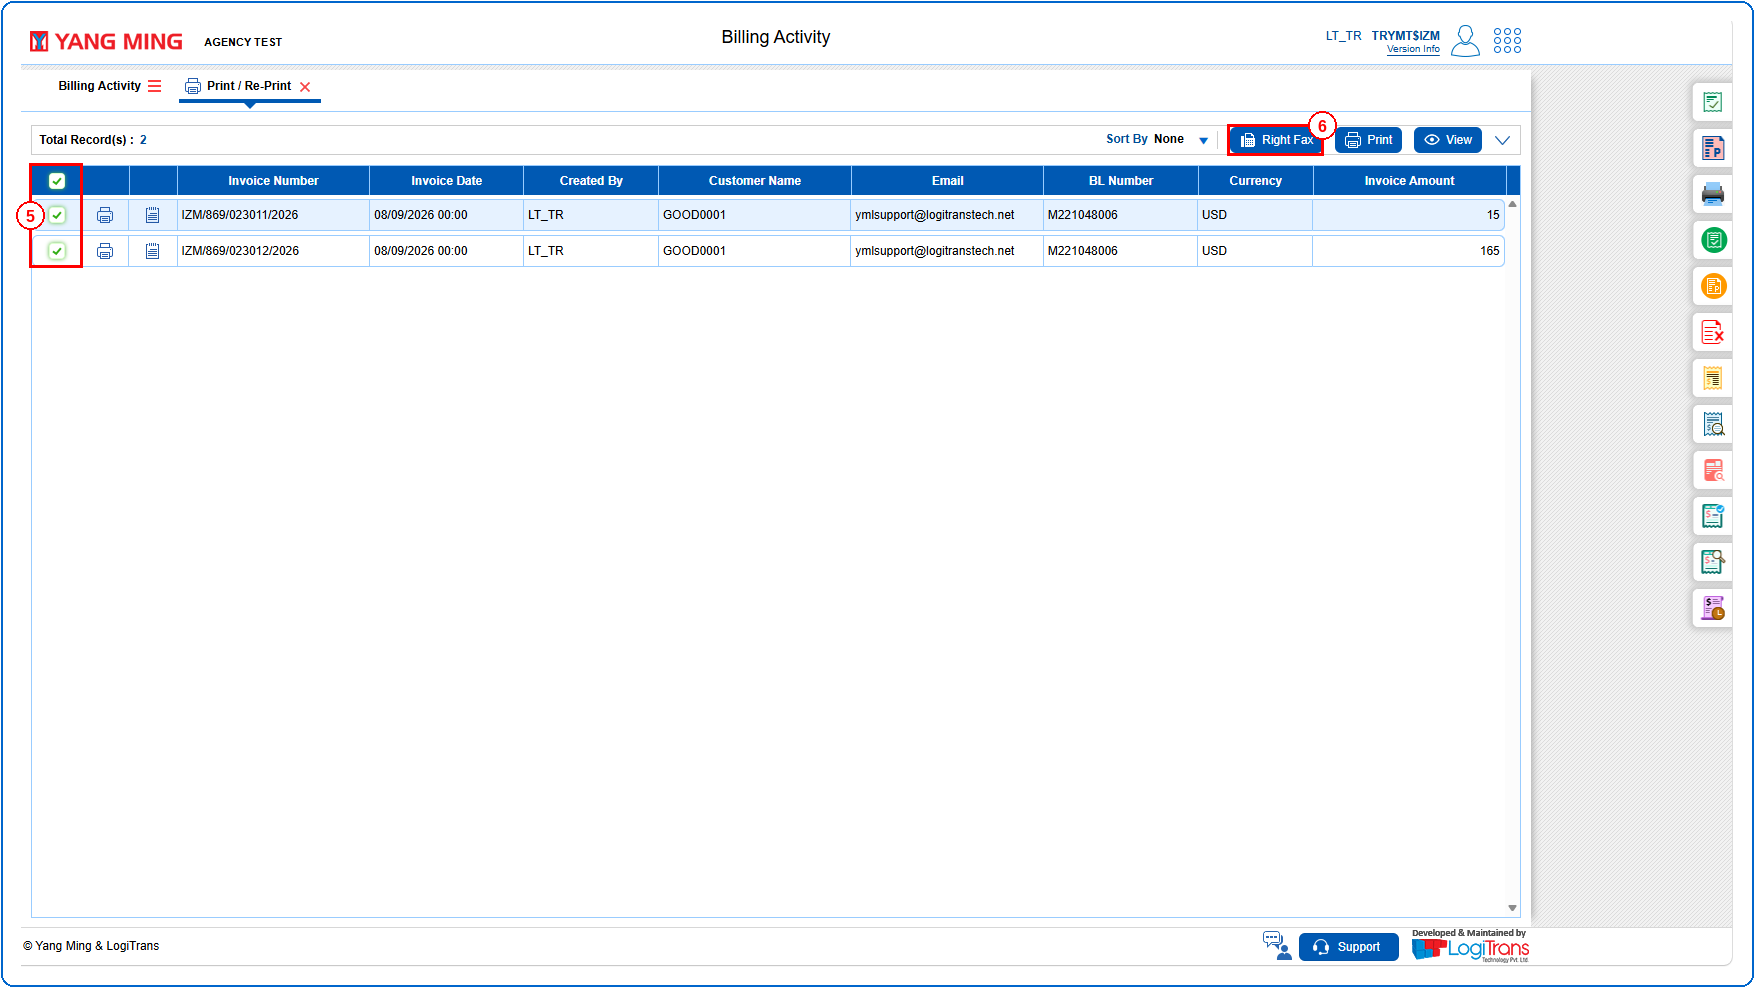 YANG MING AGENCY TEST
Billing Activity
LT_TR TRYMT$IZM
Version Info
Billing Activity
Print / Re-Print
Total Record(s) : 2
Sort By None
Right Fax
6
Print
View
Invoice Number Invoice Date Created By Customer Name Email BL Number Currency Invoice Amount
5
IZM/869/023011/2026 08/09/2026 00:00 LT_TR GOOD0001 ymlsupport@logitranstech.net M221048006 USD 15
IZM/869/023012/2026 08/09/2026 00:00 LT_TR GOOD0001 ymlsupport@logitranstech.net M221048006 USD 165
© Yang Ming & LogiTrans
Support
Developed & Maintained by
LogiTrans
Technology Pvt. Ltd.